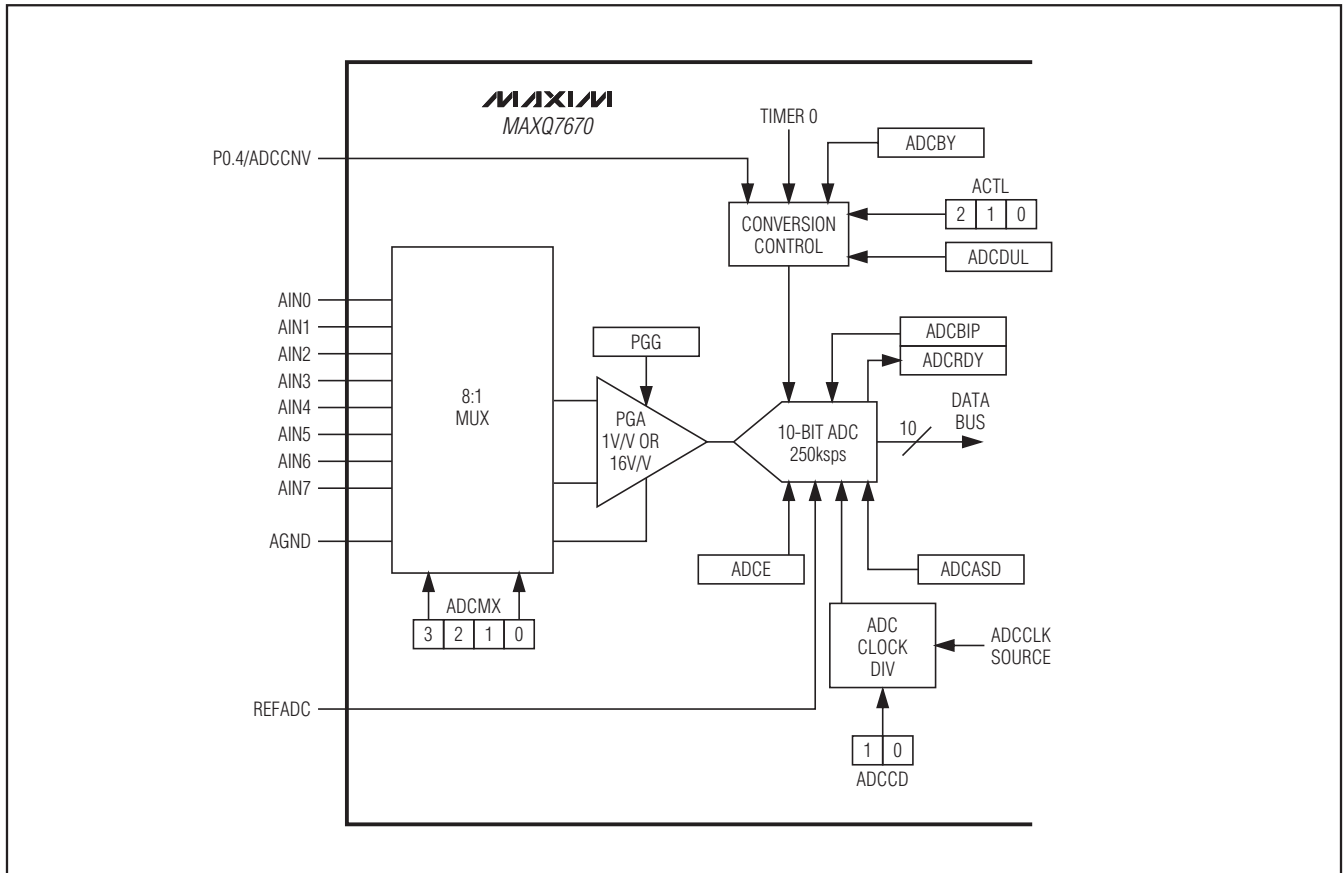 MAXIM
MAXQ7670
TIMER 0
P0.4/ADCCNV
ADCBY
ACTL
2 1 0
CONVERSION
CONTROL
ADCDUL
AIN0
AIN1
AIN2
AIN3
AIN4
AIN5
AIN6
AIN7
AGND
8:1
MUX
PGG
PGA
1V/V OR
16V/V
ADCBIP
ADCRDY
10-BIT ADC
250ksps
10
DATA
BUS
ADCE
ADCASD
ADCMX
3 2 1 0
ADC
CLOCK
DIV
ADCCLK
SOURCE
REFADC
1 0
ADCCD